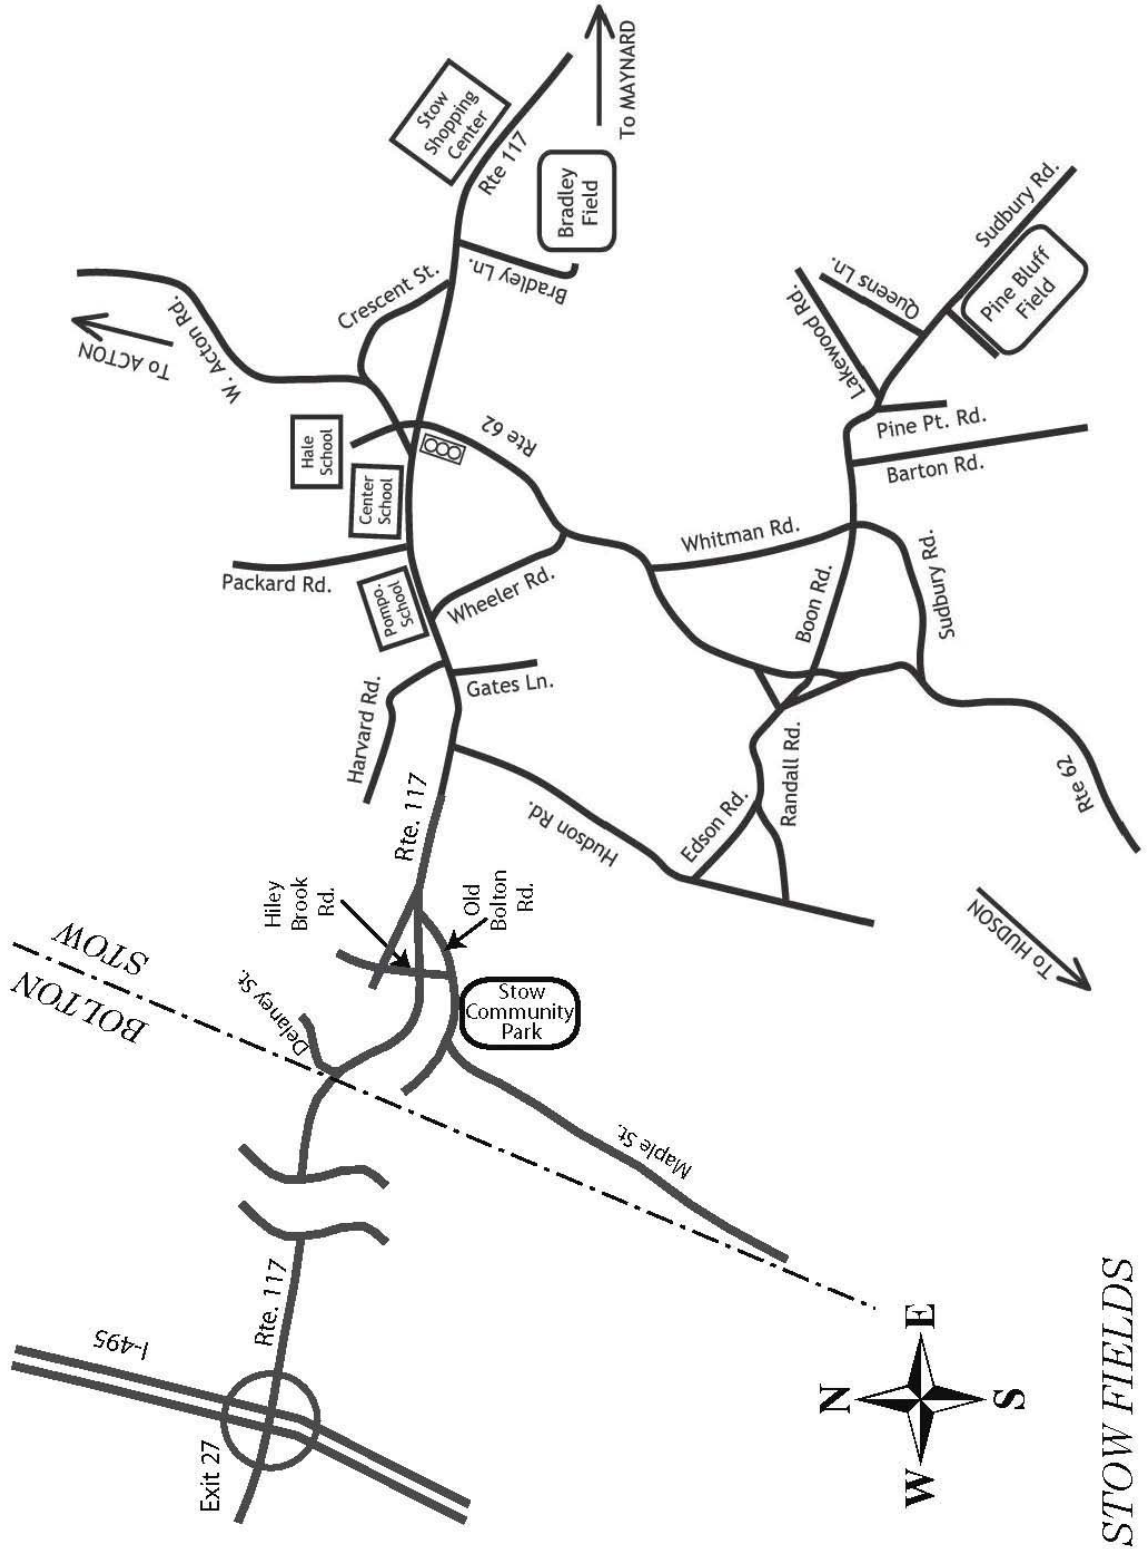 STOW FIELDS
I-495
Exit 27
Rte. 117
BOLTON
STOW
Delaney St.
Hiley
Brook
Rd.
Old
Bolton
Rd.
Stow
Community
Park
Maple St.
Rte. 117
Harvard Rd.
Gates Ln.
Hudson Rd.
Edson Rd.
Randall Rd.
To HUDSON
Rte 62
Pompo.
School
Packard Rd.
Wheeler Rd.
Center
School
Hale
School
W. Acton Rd.
To ACTON
Crescent St.
Rte 62
Bradley Ln.
Bradley
Field
Rte 117
Stow
Shopping
Center
To MAYNARD
Whitman Rd.
Boon Rd.
Sudbury Rd.
Barton Rd.
Pine Pt. Rd.
Lakewood Rd.
Queens Ln.
Sudbury Rd.
Pine Bluff
Field
N
E
S
W